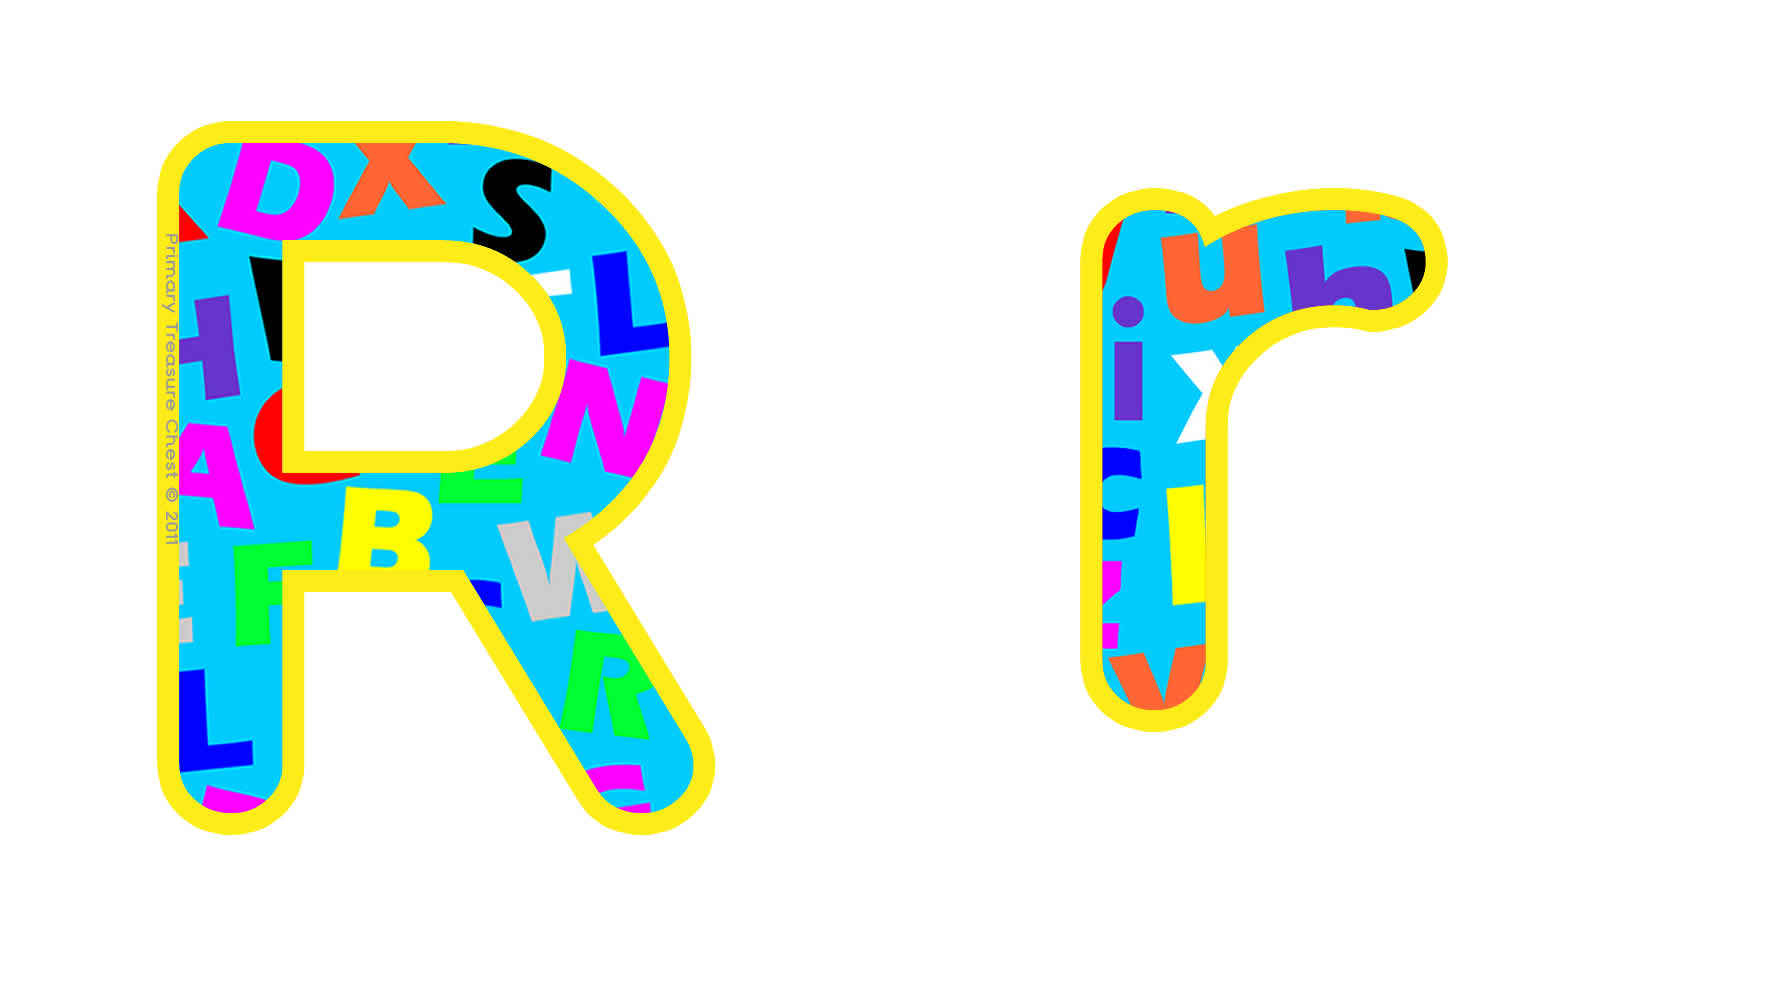 R r
Primary Treasure Chest © 2011
D X S
L
H
N
A
B
W
F
R
L
u
h
i
x
c